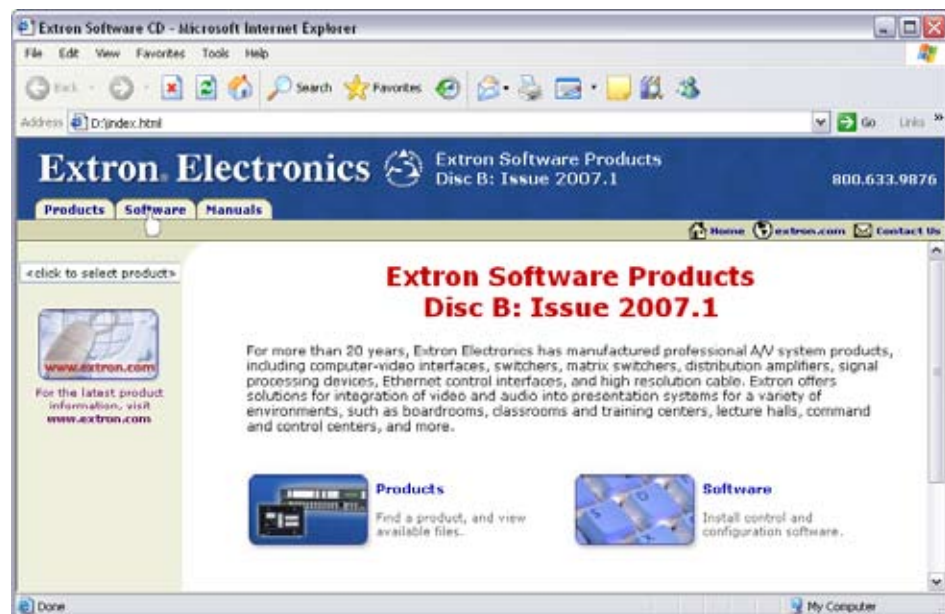 Extron Software CD - Microsoft Internet Explorer
File Edit View Favorites Tools Help
Back Search Favorites
Address D:\index.html Go Links »
Extron Electronics Extron Software Products
Disc B: Issue 2007.1
800.633.9876
Products Software Manuals
Home extron.com Contact Us
<click to select product>
www.extron.com
For the latest product
information, visit
www.extron.com
Extron Software Products
Disc B: Issue 2007.1
For more than 20 years, Extron Electronics has manufactured professional A/V system products,
including computer-video interfaces, switchers, matrix switchers, distribution amplifiers, signal
processing devices, Ethernet control interfaces, and high resolution cable. Extron offers
solutions for integration of video and audio into presentation systems for a variety of
environments, such as boardrooms, classrooms and training centers, lecture halls, command
and control centers, and more.
Products
Find a product, and view
available files.
Software
Install control and
configuration software.
Done My Computer